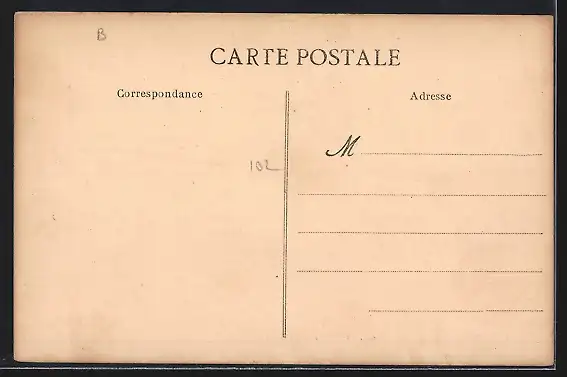 B
CARTE POSTALE
Correspondance
Adresse
M
102